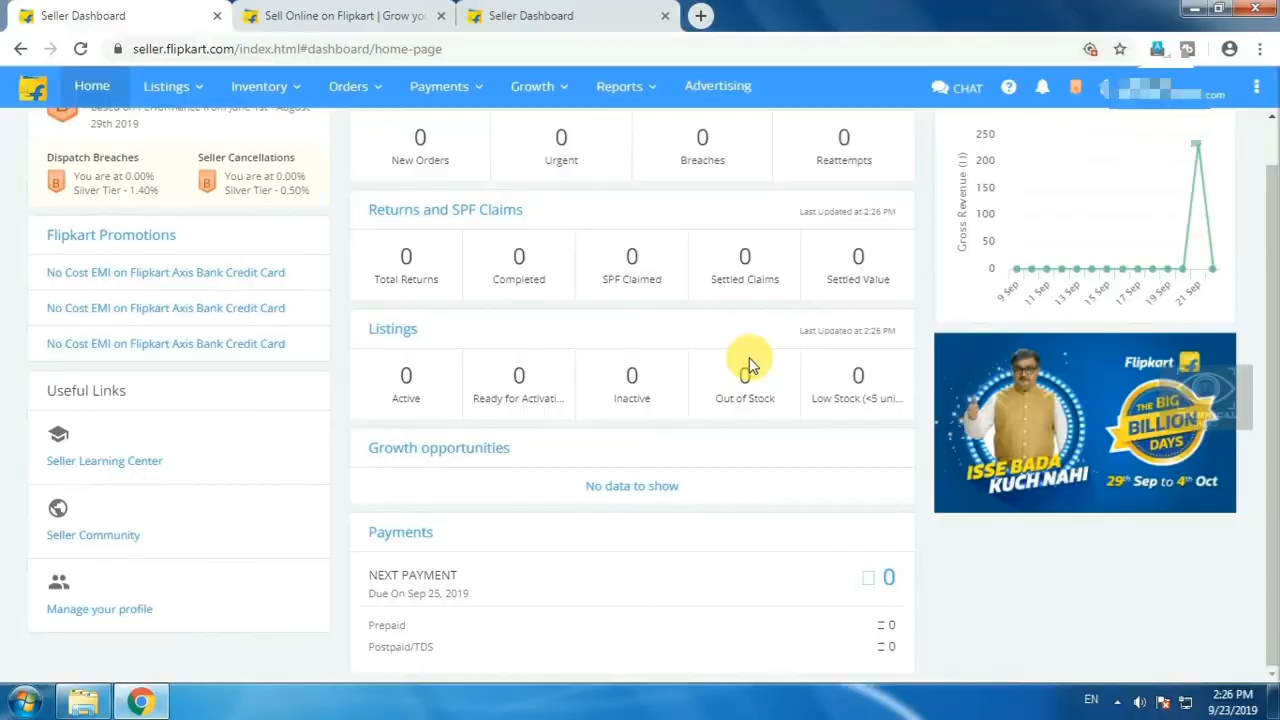 Seller Dashboard
Sell Online on Flipkart | Grow you
Seller Dashboard
seller.flipkart.com/index.html#dashboard/home-page
Home
Listings
Inventory
Orders
Payments
Growth
Reports
Advertising
CHAT
.com
based on Performance from June 1st - August
29th 2019
Dispatch Breaches
You are at 0.00%
Silver Tier - 1.40%
Seller Cancellations
You are at 0.00%
Silver Tier - 0.50%
Flipkart Promotions
No Cost EMI on Flipkart Axis Bank Credit Card
No Cost EMI on Flipkart Axis Bank Credit Card
No Cost EMI on Flipkart Axis Bank Credit Card
Useful Links
Seller Learning Center
Seller Community
Manage your profile
0 0 0 0
New Orders Urgent Breaches Reattempts
Returns and SPF Claims Last Updated at 2:26 PM
0 0 0 0 0
Total Returns Completed SPF Claimed Settled Claims Settled Value
Listings Last Updated at 2:26 PM
0 0 0 0 0
Active Ready for Activati... Inactive Out of Stock Low Stock (<5 uni...
Growth opportunities
No data to show
Payments
NEXT PAYMENT 0
Due On Sep 25, 2019
Prepaid 0
Postpaid/TDS 0
Gross Revenue
250
200
150
100
50
0
9 Sep 11 Sep 13 Sep 15 Sep 17 Sep 19 Sep 21 Sep
Flipkart
THE BIG
BILLION
DAYS
ISSE BADA
KUCH NAHI
29th Sep to 4th Oct
EN
2:26 PM
9/23/2019